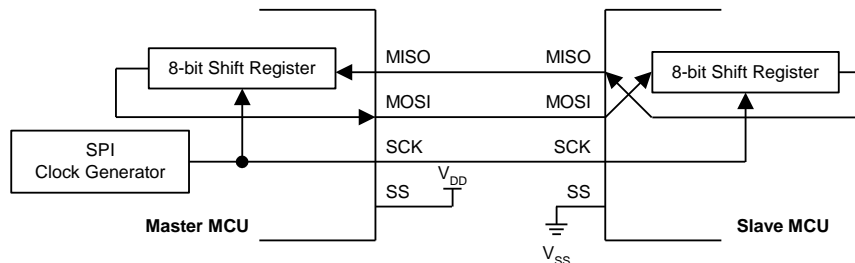 MISO
MISO
8-bit Shift Register
8-bit Shift Register
MOSI
MOSI
SPI
Clock Generator
SCK
SCK
VDD
SS
SS
Master MCU
Slave MCU
VSS